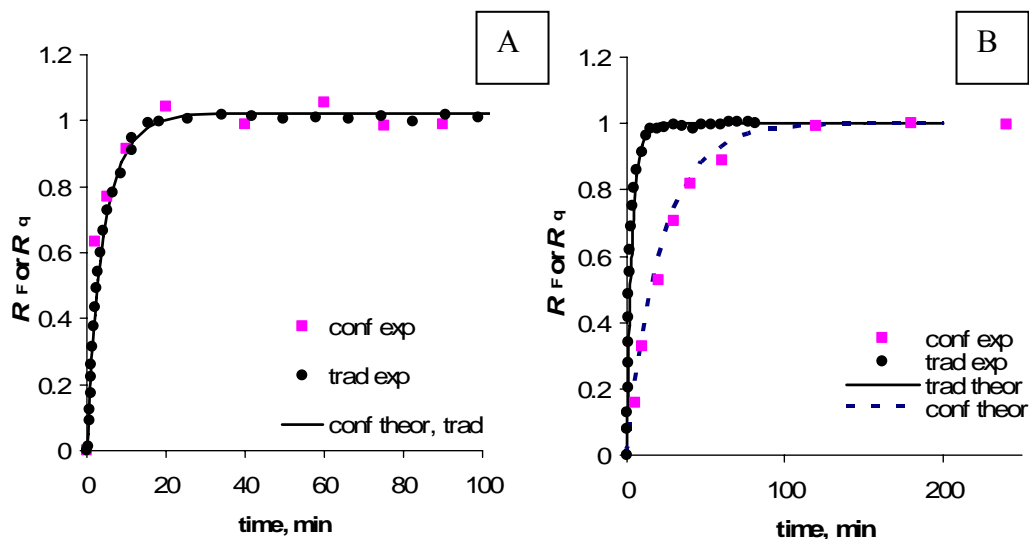 A
1.2
1
0.8
0.6
0.4
0.2
0
R F or R q
conf exp
trad exp
conf theor, trad
0 20 40 60 80 100
time, min
B
1.2
1
0.8
0.6
0.4
0.2
0
R F or R q
conf exp
trad exp
trad theor
conf theor
0 100 200
time, min